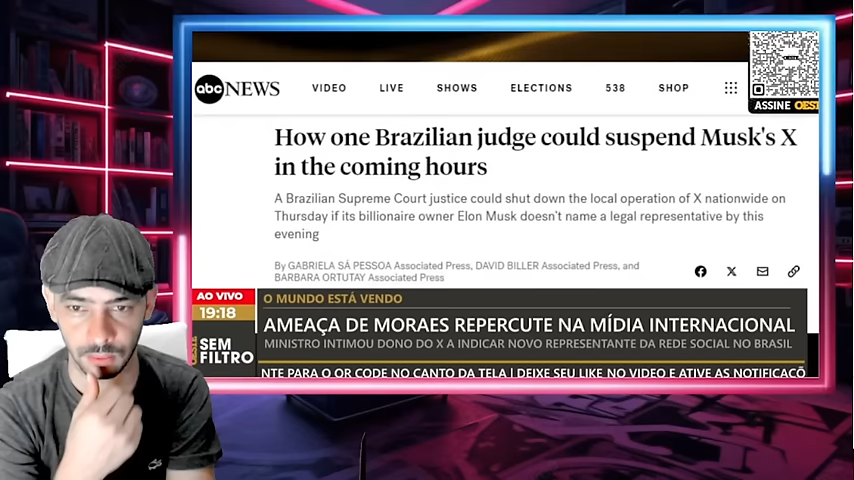 abc NEWS
VIDEO
LIVE
SHOWS
ELECTIONS
538
SHOP
ASSINE OEST
How one Brazilian judge could suspend Musk's X
in the coming hours
A Brazilian Supreme Court justice could shut down the local operation of X nationwide on
Thursday if its billionaire owner Elon Musk doesn't name a legal representative by this
evening
By GABRIELA SÁ PESSOA Associated Press, DAVID BILLER Associated Press, and
BARBARA ORTUTAY Associated Press
AO VIVO
19:18
O MUNDO ESTÁ VENDO
AMEAÇA DE MORAES REPERCUTE NA MÍDIA INTERNACIONAL
MINISTRO INTIMOU DONO DO X A INDICAR NOVO REPRESENTANTE DA REDE SOCIAL NO BRASIL
SEM
FILTRO
NTE PARA O QR CODE NO CANTO DA TELA | DEIXE SEU LIKE NO VIDEO E ATIVE AS NOTIFICAÇÕ